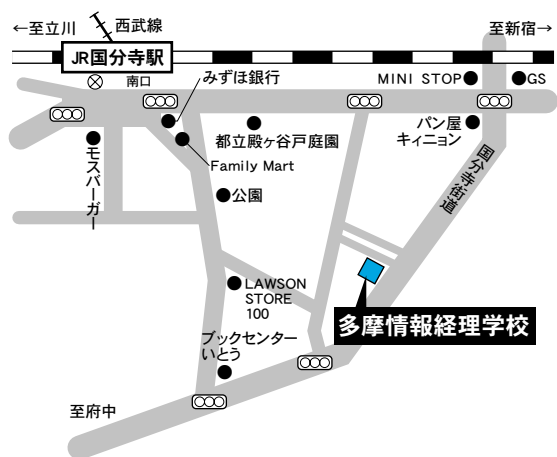 ←至立川
西武線
至新宿→
JR国分寺駅
南口
みずほ銀行
MINI STOP
GS
モスバーガー
Family Mart
都立殿ヶ谷戸庭園
パン屋
キィニョン
国分寺街道
公園
LAWSON
STORE
100
多摩情報経理学校
ブックセンター
いとう
至府中